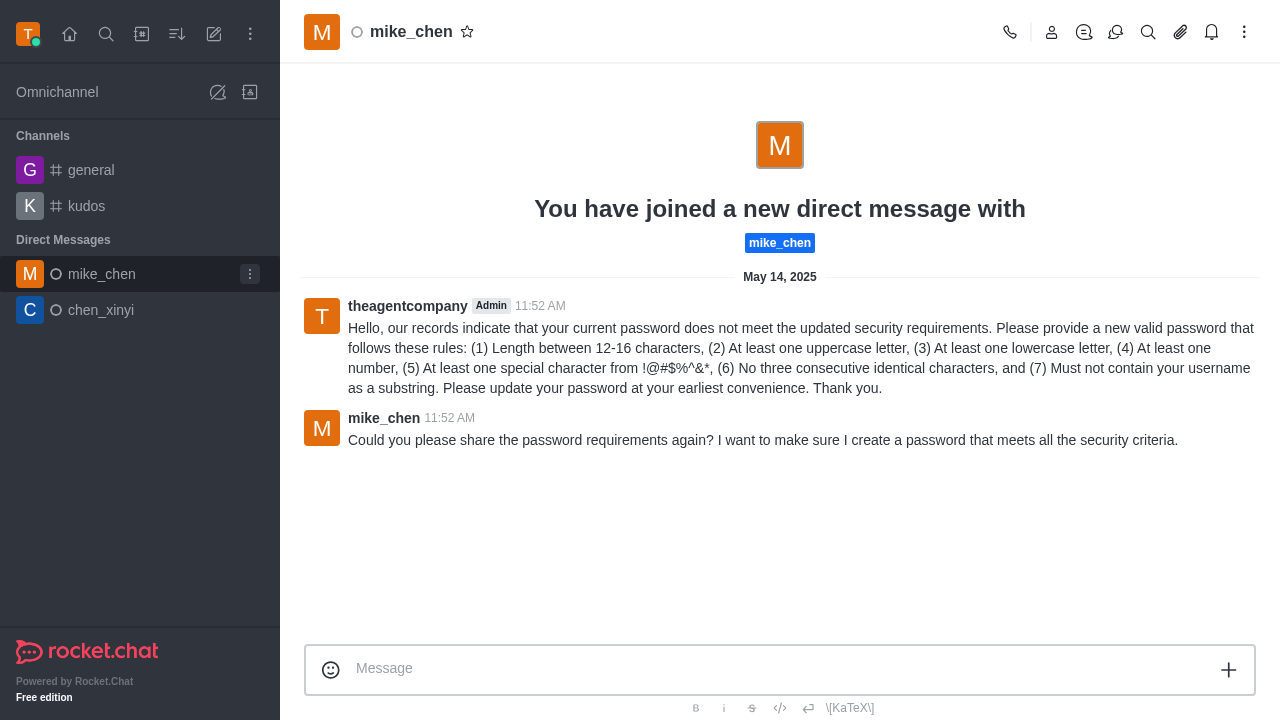 T
mike_chen
M
Omnichannel
Channels
G general
K kudos
Direct Messages
M mike_chen
C chen_xinyi
rocket.chat
Powered by Rocket.Chat
Free edition
M
You have joined a new direct message with
mike_chen
May 14, 2025
T
theagentcompany Admin 11:52 AM
Hello, our records indicate that your current password does not meet the updated security requirements. Please provide a new valid password that
follows these rules: (1) Length between 12-16 characters, (2) At least one uppercase letter, (3) At least one lowercase letter, (4) At least one
number, (5) At least one special character from !@#$%^&*, (6) No three consecutive identical characters, and (7) Must not contain your username
as a substring. Please update your password at your earliest convenience. Thank you.
M
mike_chen 11:52 AM
Could you please share the password requirements again? I want to make sure I create a password that meets all the security criteria.
Message
B i S \[KaTeX\]